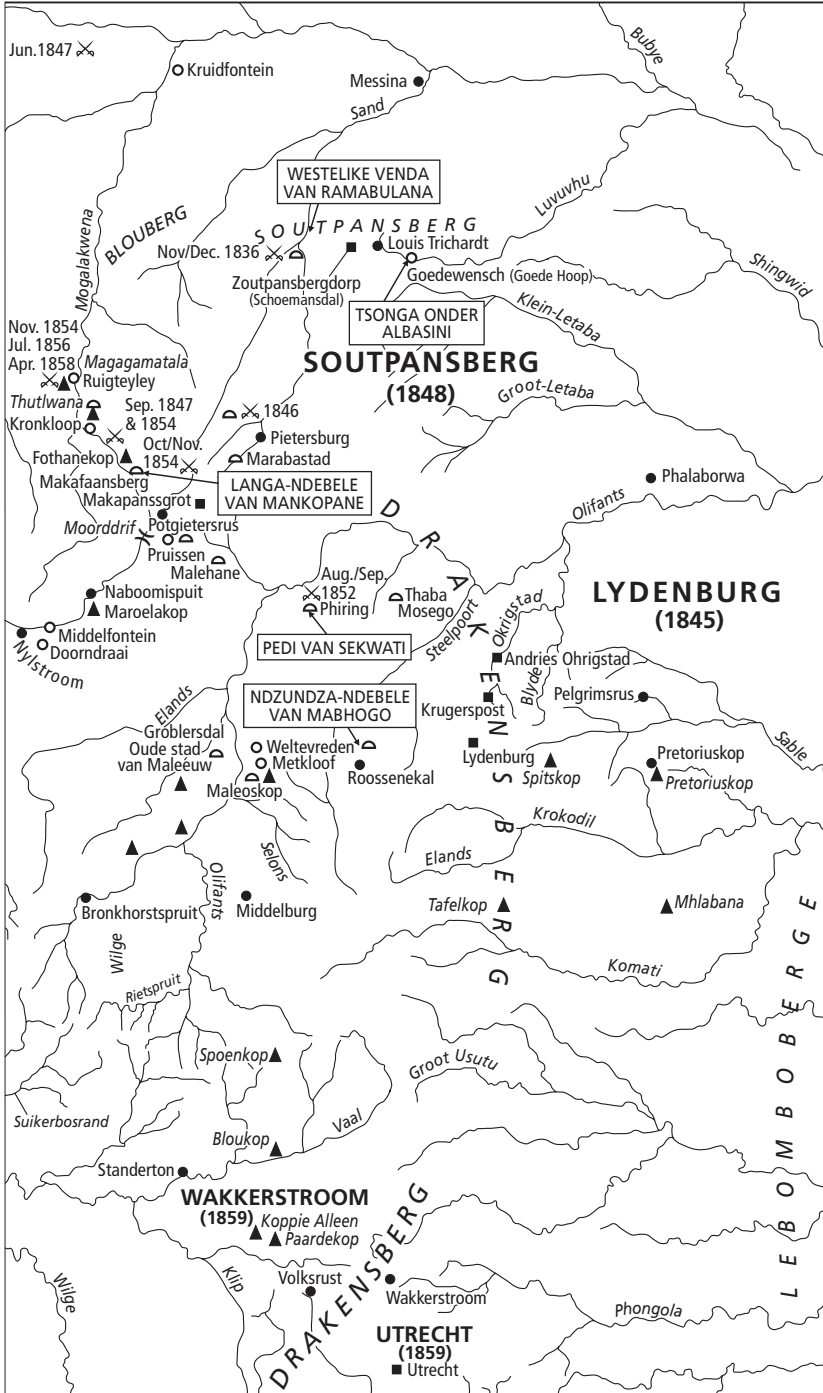 Jun.1847
Kruidfontein
Messina
Bubye
Sand
WESTELIKE VENDA
VAN RAMABULANA
Luvuvhu
BLOUBERG
SOUTPANSBERG
Mogalakwena
Nov/Dec. 1836
Louis Trichardt
Goedewensch (Goede Hoop)
Zoutpansbergdorp
(Schoemansdal)
Shingwid
TSONGA ONDER
ALBASINI
Klein-Letaba
Nov. 1854
Jul. 1856
Apr. 1858
Magagamatala
Ruigteyley
SOUTPANSBERG
(1848)
Groot-Letaba
Thutlwana
Kronkloop
Sep. 1847
& 1854
1846
Pietersburg
Fothanekop
Oct/Nov.
1854
Marabastad
Makafaansberg
LANGA-NDEBELE
VAN MANKOPANE
Phalaborwa
Makapanssgrot
Olifants
Moorddrif
Potgietersrus
Pruissen
Malehane
DRAKENSBERG
Aug./Sep.
1852
Phiring
Thaba
Mosego
Naboomispuit
Maroelakop
Steelpoort
Okrigstad
LYDENBURG
(1845)
Middelfontein
Doorndraai
Nylstroom
PEDI VAN SEKWATI
Andries Ohrigstad
Blyde
Pelgrimsrus
Krugerspost
Elands
NDZUNDZA-NDEBELE
VAN MABHOGO
Groblersdal
Oude stad
van Maleeuw
Weltevreden
Metkloof
Maleoskop
Roossenekal
Lydenburg
Spitskop
Pretoriuskop
Pretoriuskop
Sable
Krokodil
Elands
Selons
Olifants
Bronkhorstspruit
Middelburg
Tafelkop
Mhlabana
Wilge
Komati
LEBOMBOBERGE
Rietspruit
Spoenkop
Groot Usutu
Suikerbosrand
Vaal
Bloukop
Standerton
WAKKERSTROOM
(1859)
Koppie Alleen
Paardekop
DRAKENSBERG
Wilge
Klip
Volksrust
Wakkerstroom
Phongola
UTRECHT
(1859)
Utrecht